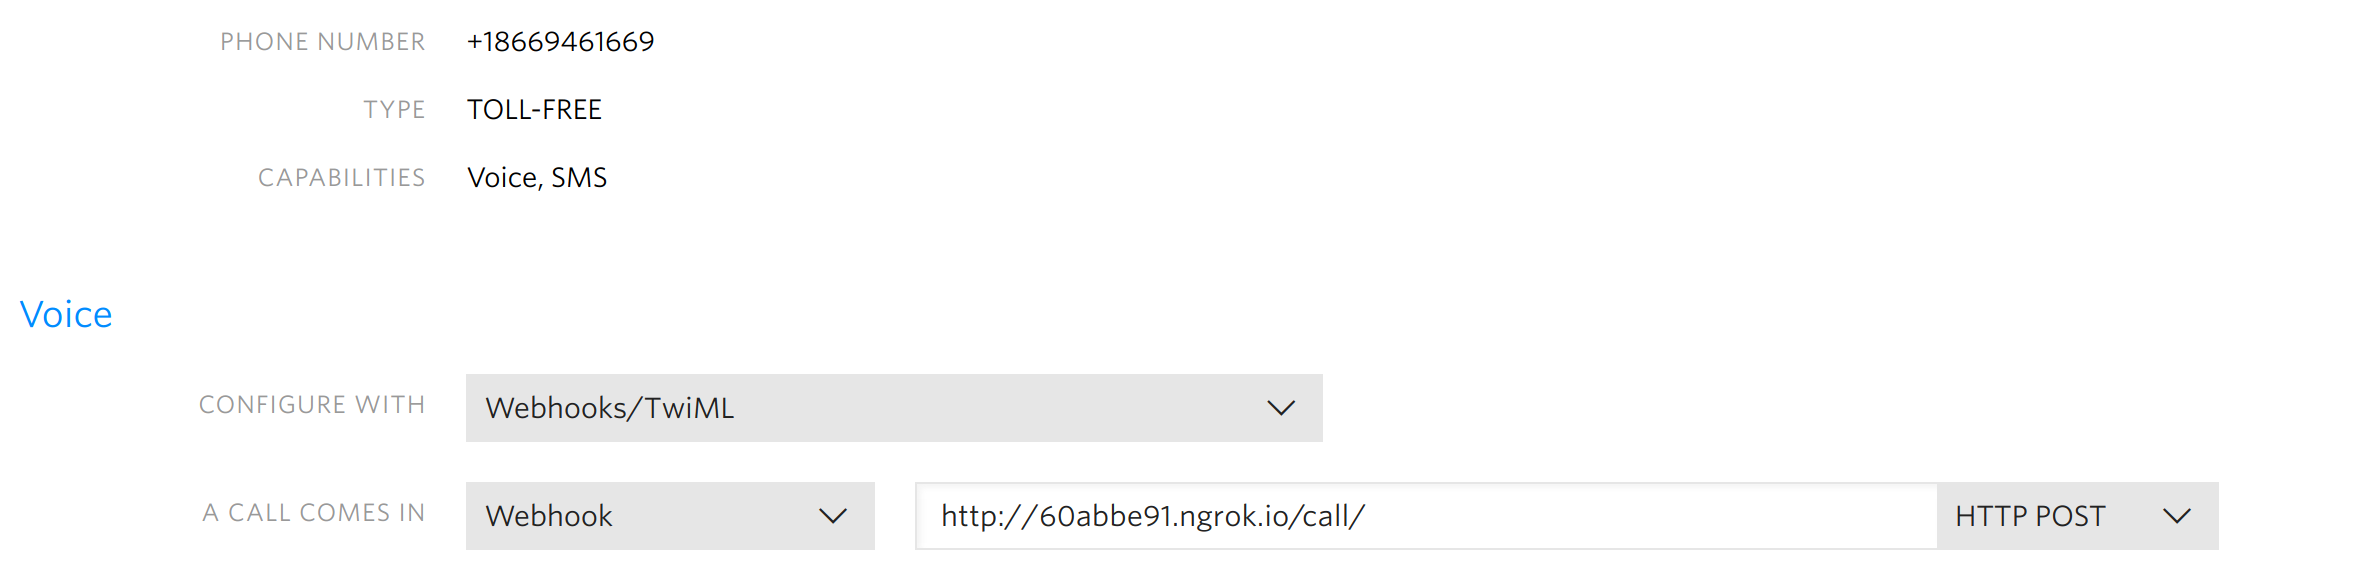 PHONE NUMBER +18669461669
TYPE TOLL-FREE
CAPABILITIES Voice, SMS
Voice
CONFIGURE WITH Webhooks/TwiML
A CALL COMES IN Webhook http://60abbe91.ngrok.io/call/ HTTP POST